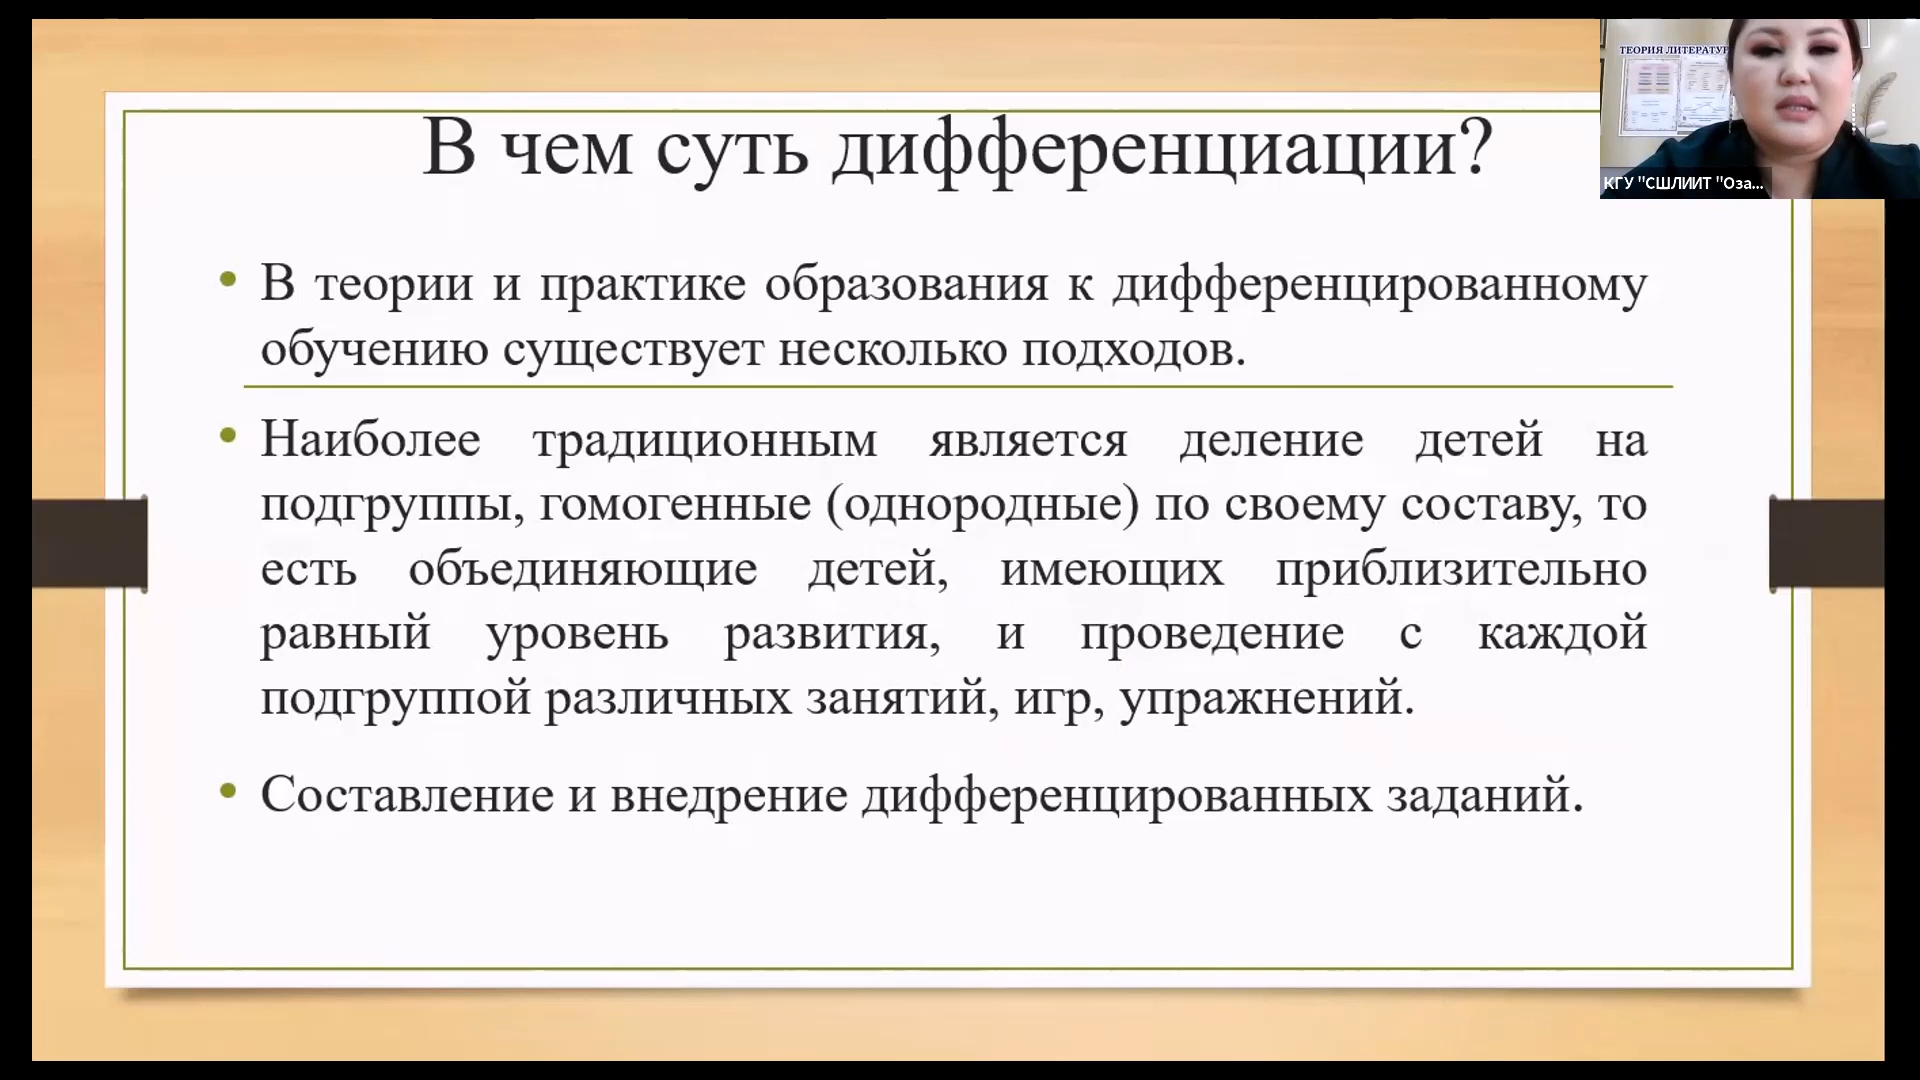 В чем суть дифференциации?
ТЕОРИЯ ЛИТЕРАТУР
КГУ "СШЛИИТ "Оза...
• В теории и практике образования к дифференцированному
обучению существует несколько подходов.
• Наиболее традиционным является деление детей на
подгруппы, гомогенные (однородные) по своему составу, то
есть объединяющие детей, имеющих приблизительно
равный уровень развития, и проведение с каждой
подгруппой различных занятий, игр, упражнений.
• Составление и внедрение дифференцированных заданий.